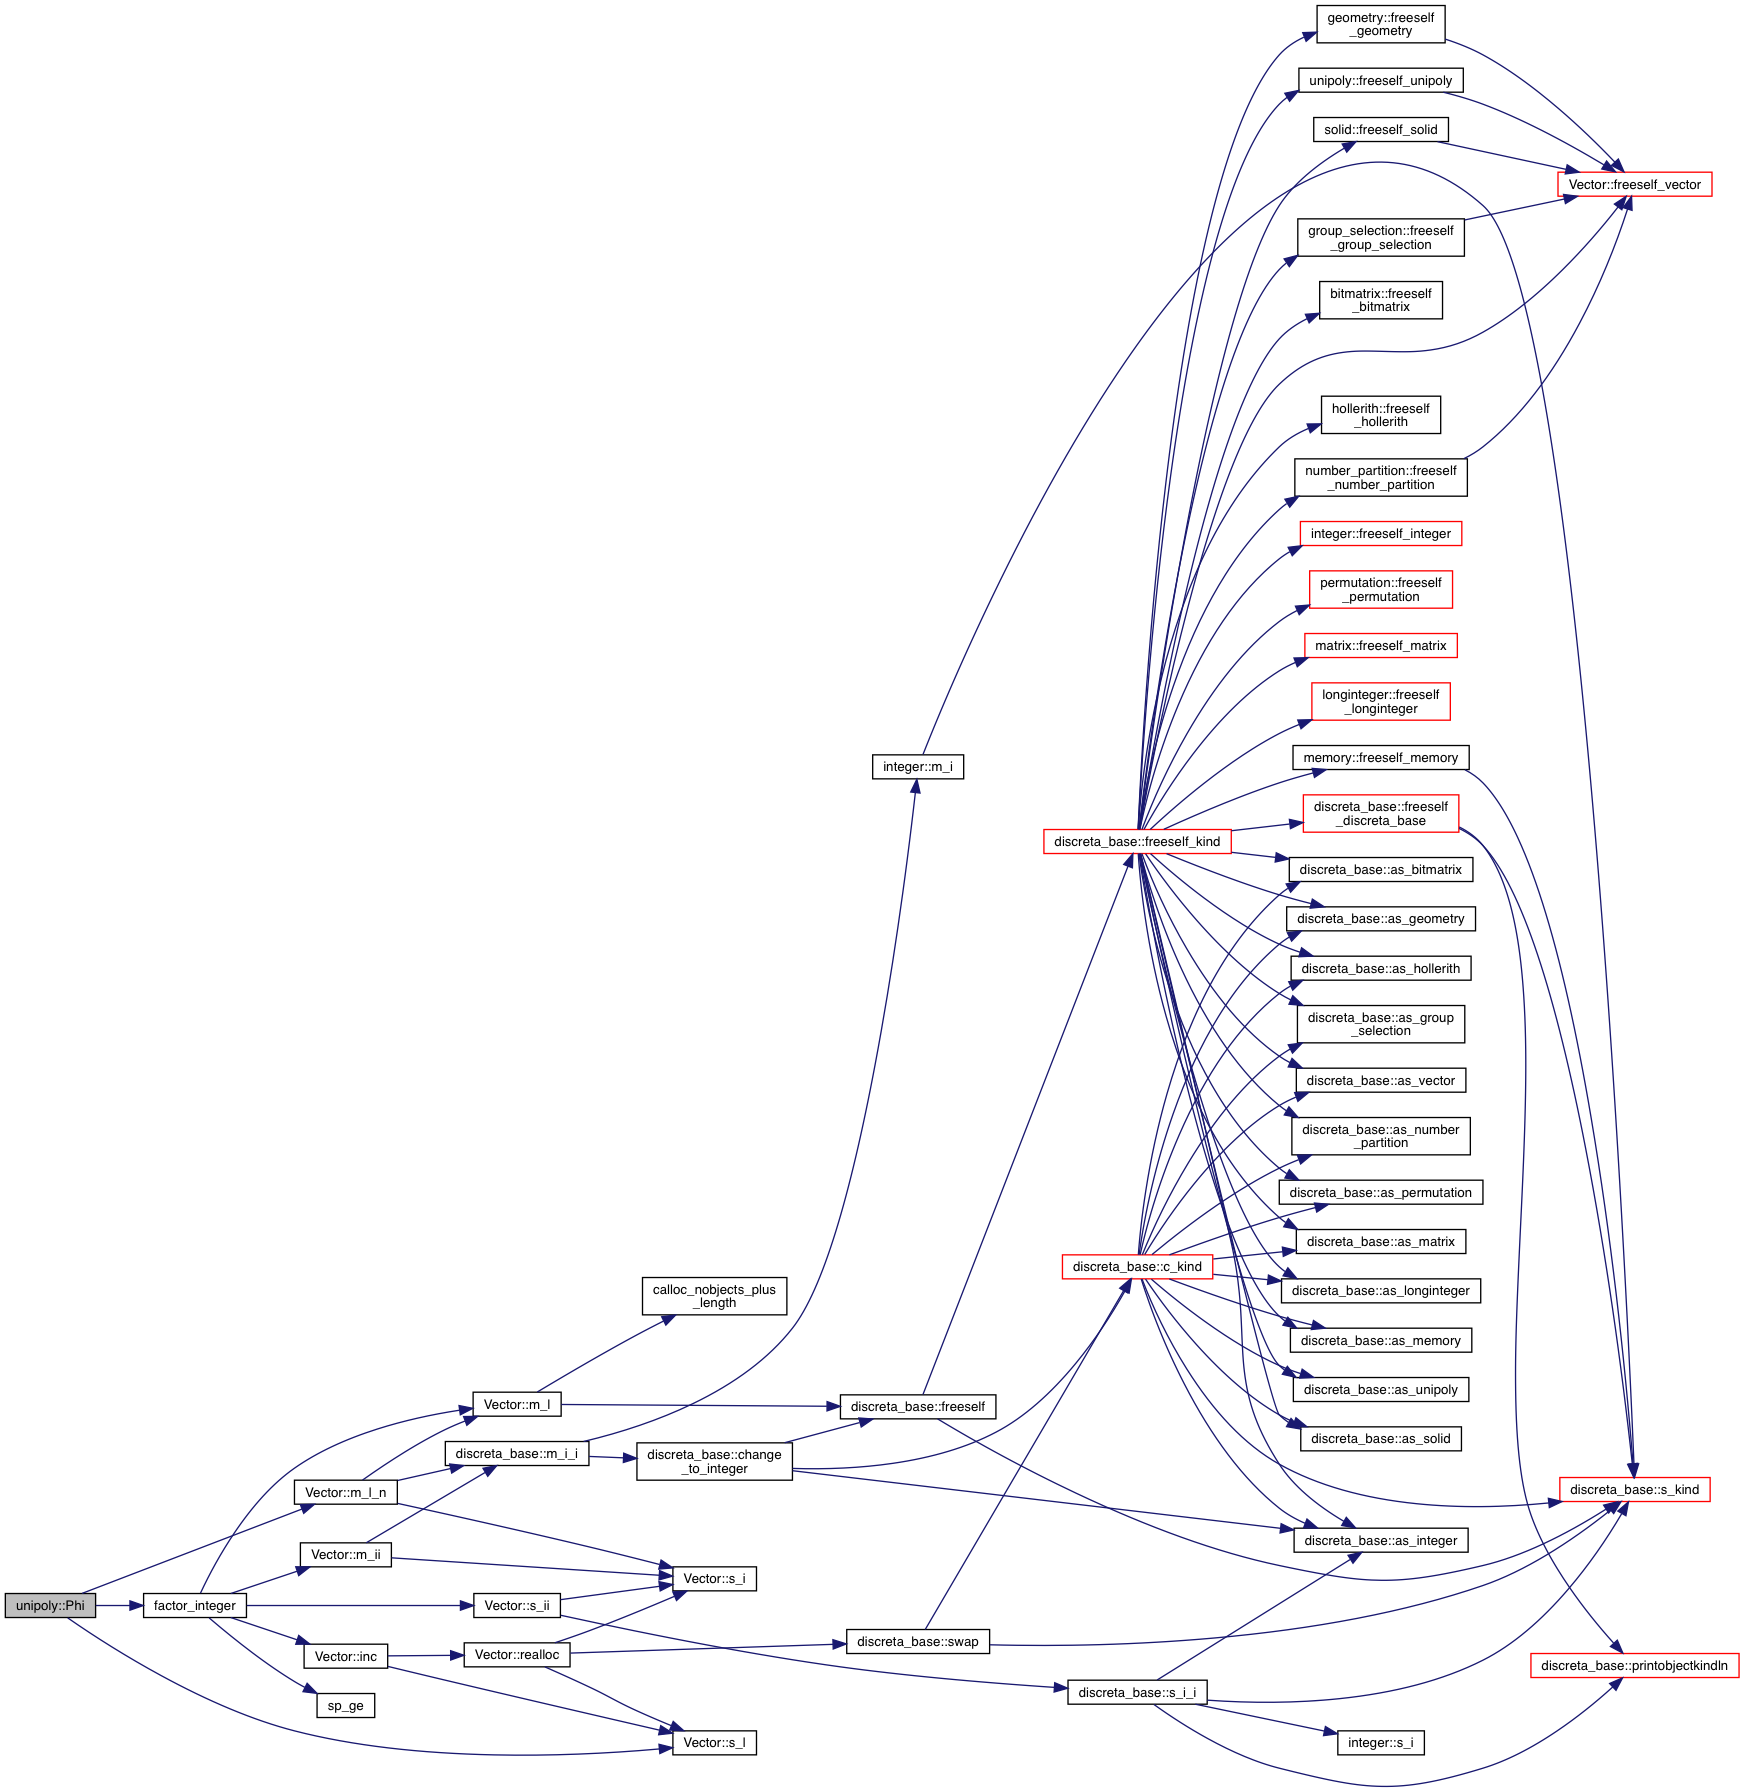 geometry::freeself
_geometry
unipoly::freeself_unipoly
solid::freeself_solid
Vector::freeself_vector
group_selection::freeself
_group_selection
bitmatrix::freeself
_bitmatrix
hollerith::freeself
_hollerith
number_partition::freeself
_number_partition
integer::freeself_integer
permutation::freeself
_permutation
matrix::freeself_matrix
longinteger::freeself
_longinteger
memory::freeself_memory
integer::m_i
discreta_base::freeself
_discreta_base
discreta_base::freeself_kind
discreta_base::as_bitmatrix
discreta_base::as_geometry
discreta_base::as_hollerith
discreta_base::as_group
_selection
discreta_base::as_vector
discreta_base::as_number
_partition
discreta_base::as_permutation
discreta_base::as_matrix
discreta_base::c_kind
discreta_base::as_longinteger
calloc_nobjects_plus
_length
discreta_base::as_memory
discreta_base::as_unipoly
Vector::m_l
discreta_base::freeself
discreta_base::as_solid
discreta_base::m_i_i
discreta_base::change
_to_integer
Vector::m_l_n
discreta_base::s_kind
discreta_base::as_integer
Vector::m_ii
Vector::s_i
unipoly::Phi
factor_integer
Vector::s_ii
discreta_base::swap
Vector::inc
Vector::realloc
discreta_base::printobjectkindln
discreta_base::s_i_i
sp_ge
Vector::s_l
integer::s_i